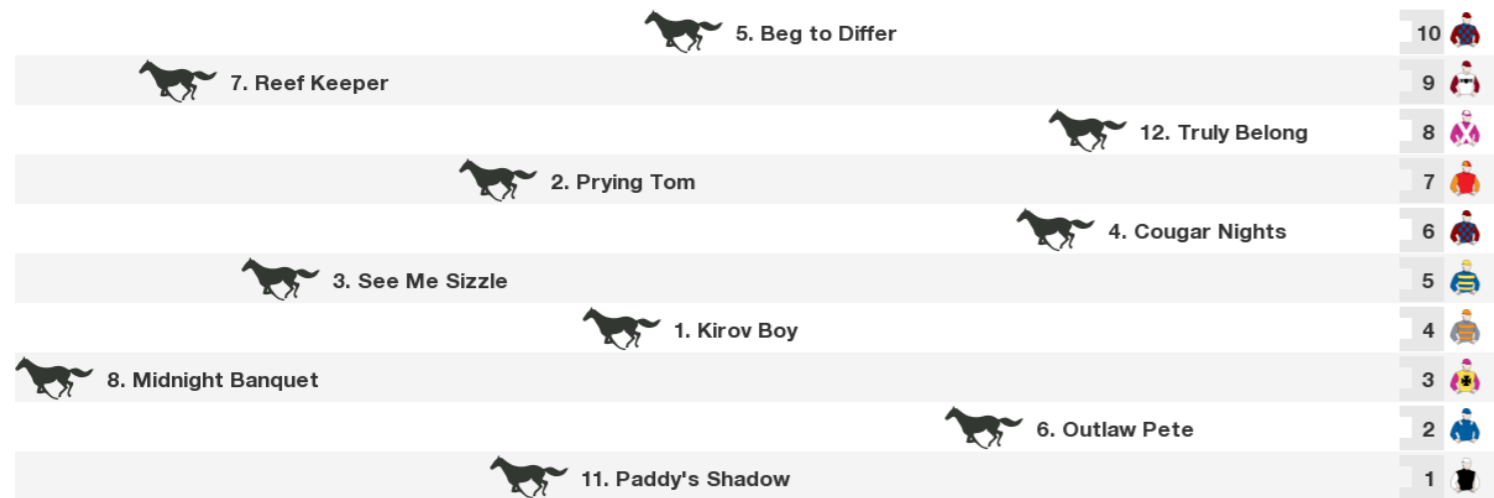 5. Beg to Differ 10
7. Reef Keeper 9
12. Truly Belong 8
2. Prying Tom 7
4. Cougar Nights 6
3. See Me Sizzle 5
1. Kirov Boy 4
8. Midnight Banquet 3
6. Outlaw Pete 2
11. Paddy's Shadow 1